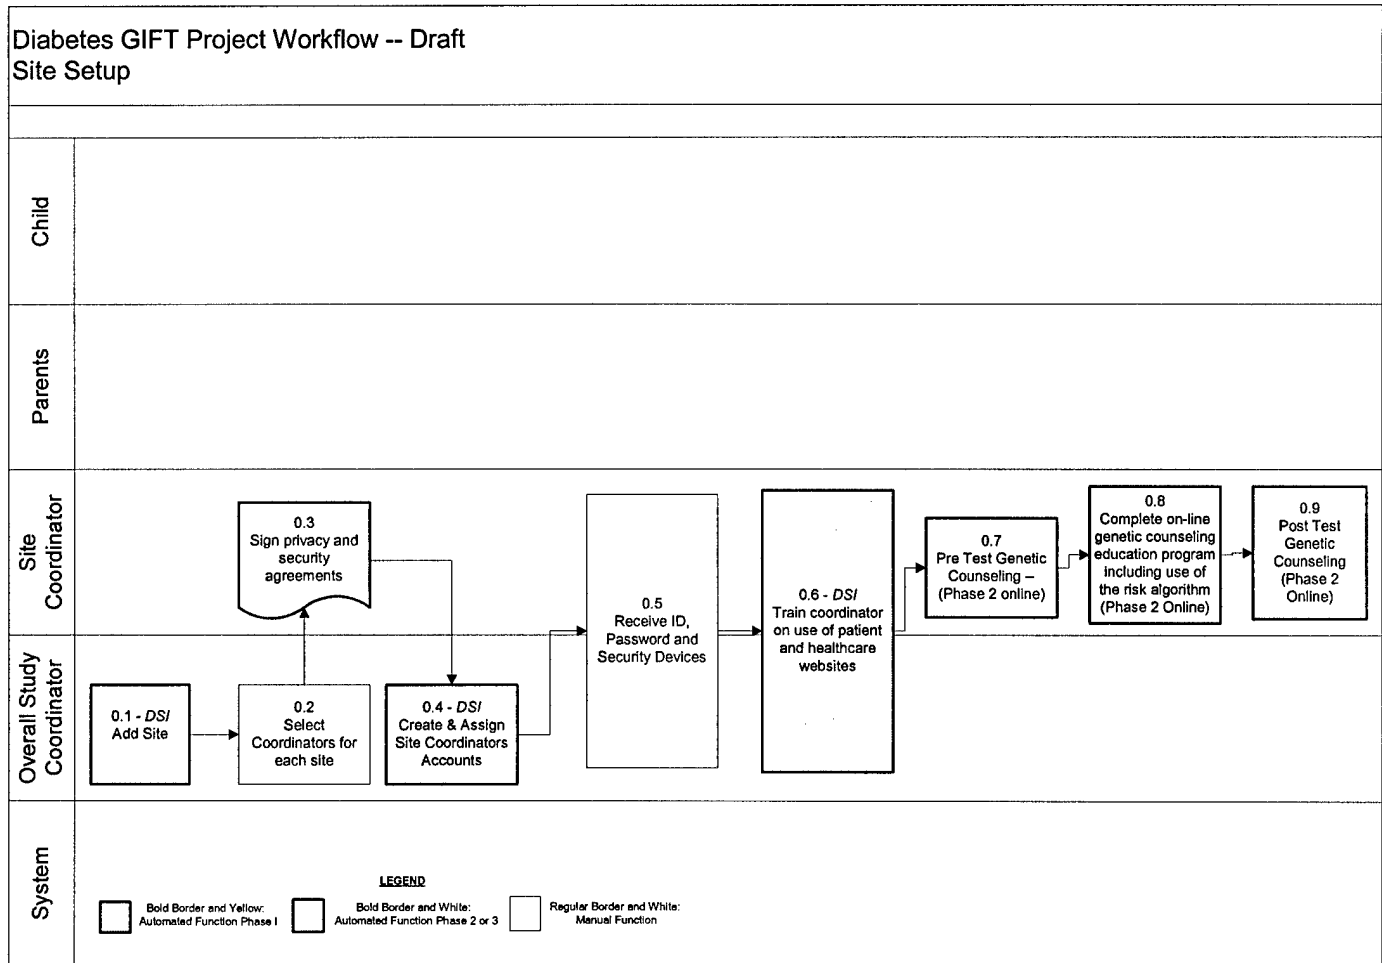 Diabetes GIFT Project Workflow -- Draft
Site Setup
Child
Parents
Site
Coordinator
0.3
Sign privacy and
security
agreements
0.5
Receive ID,
Password and
Security Devices
0.6 - DSI
Train coordinator
on use of patient
and healthcare
websites
0.7
Pre Test Genetic
Counseling –
(Phase 2 online)
0.8
Complete on-line
genetic counseling
education program
including use of
the risk algorithm
(Phase 2 Online)
0.9
Post Test
Genetic
Counseling
(Phase 2
Online)
Overall Study
Coordinator
0.1 - DSI
Add Site
0.2
Select
Coordinators for
each site
0.4 - DSI
Create & Assign
Site Coordinators
Accounts
System
LEGEND
Bold Border and Yellow:
Automated Function Phase I
Bold Border and White:
Automated Function Phase 2 or 3
Regular Border and White:
Manual Function